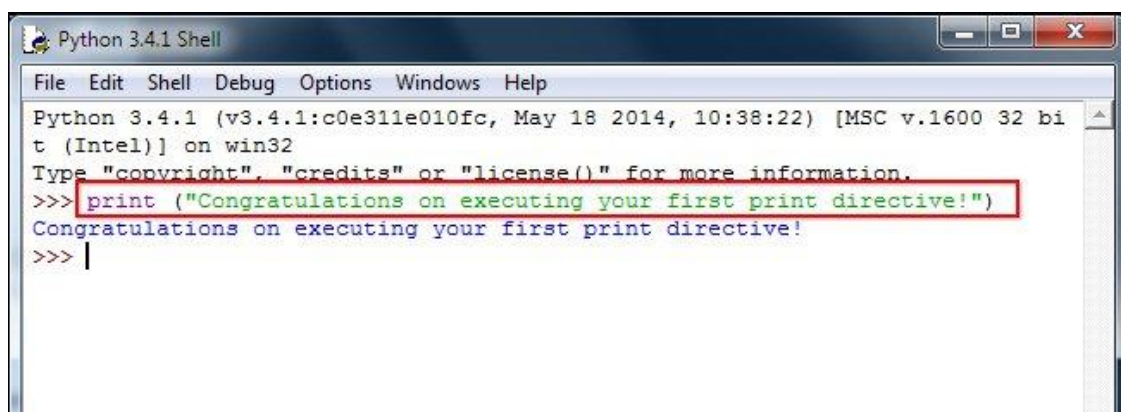 Python 3.4.1 Shell
File Edit Shell Debug Options Windows Help
Python 3.4.1 (v3.4.1:c0e311e010fc, May 18 2014, 10:38:22) [MSC v.1600 32 bi
t (Intel)] on win32
Type "copyright", "credits" or "license()" for more information.
>>> print ("Congratulations on executing your first print directive!")
Congratulations on executing your first print directive!
>>>